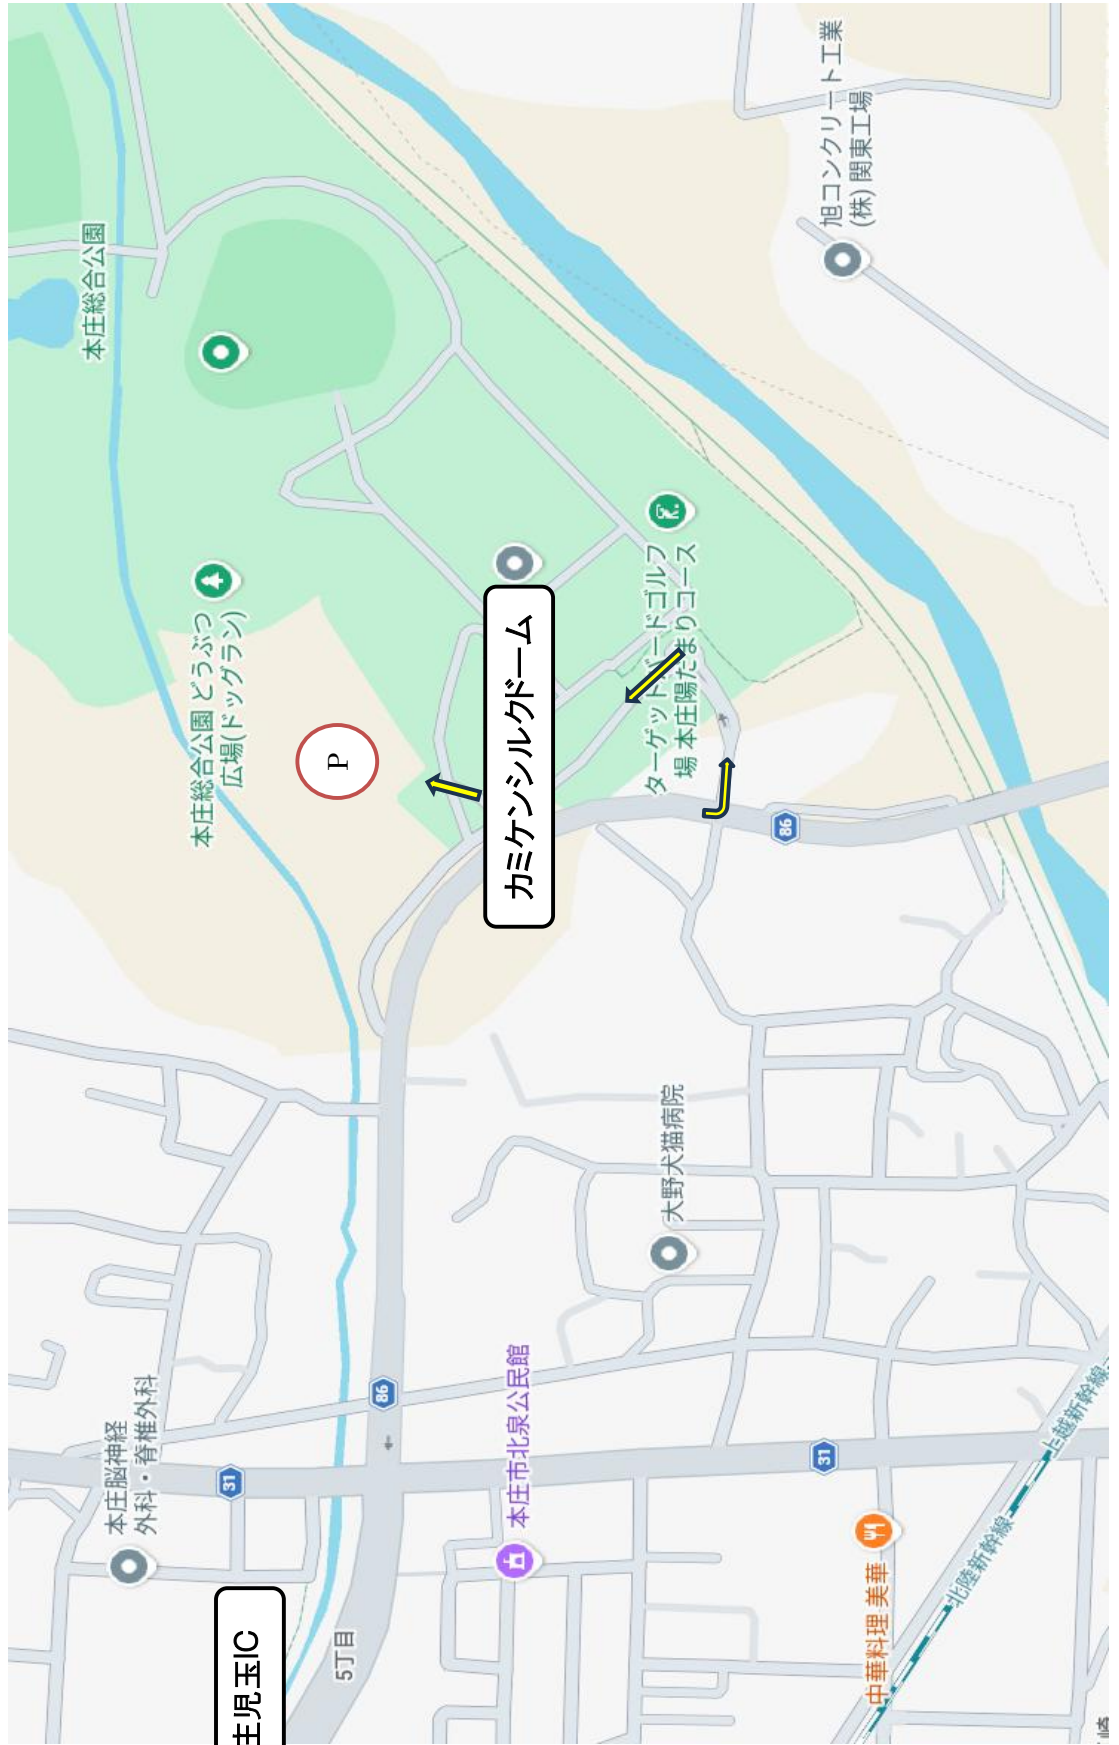 本庄総合公園
旭コンクリート工業
(株) 関東工場
本庄総合公園 どうぶつ
広場(ドッグラン)
P
カミケンシルクドーム
ターゲットバードゴルフ
場 本庄陽だまりコース
86
大野犬猫病院
本庄脳神経
外科・脊椎外科
86
31
31
本庄市北泉公民館
上越新幹線
北陸新幹線
中華料理 美華
5丁目
庄児玉IC